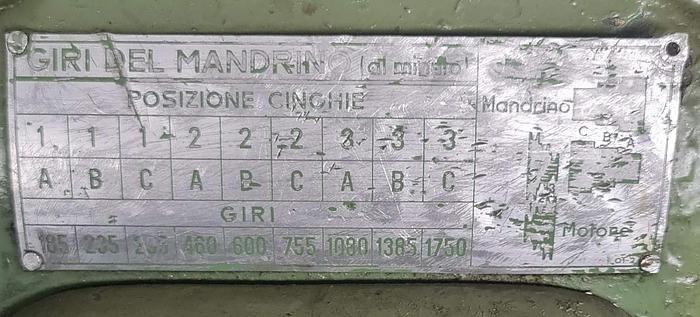 GIRI DEL MANDRINO (al minuto)
POSIZIONE CINGHIE
Mandrino
1 1 1 2 2 2 3 3 3
C B A
M
A B C A B C A B C
GIRI
Motore
185 235 460 600 755 1080 1385 1750